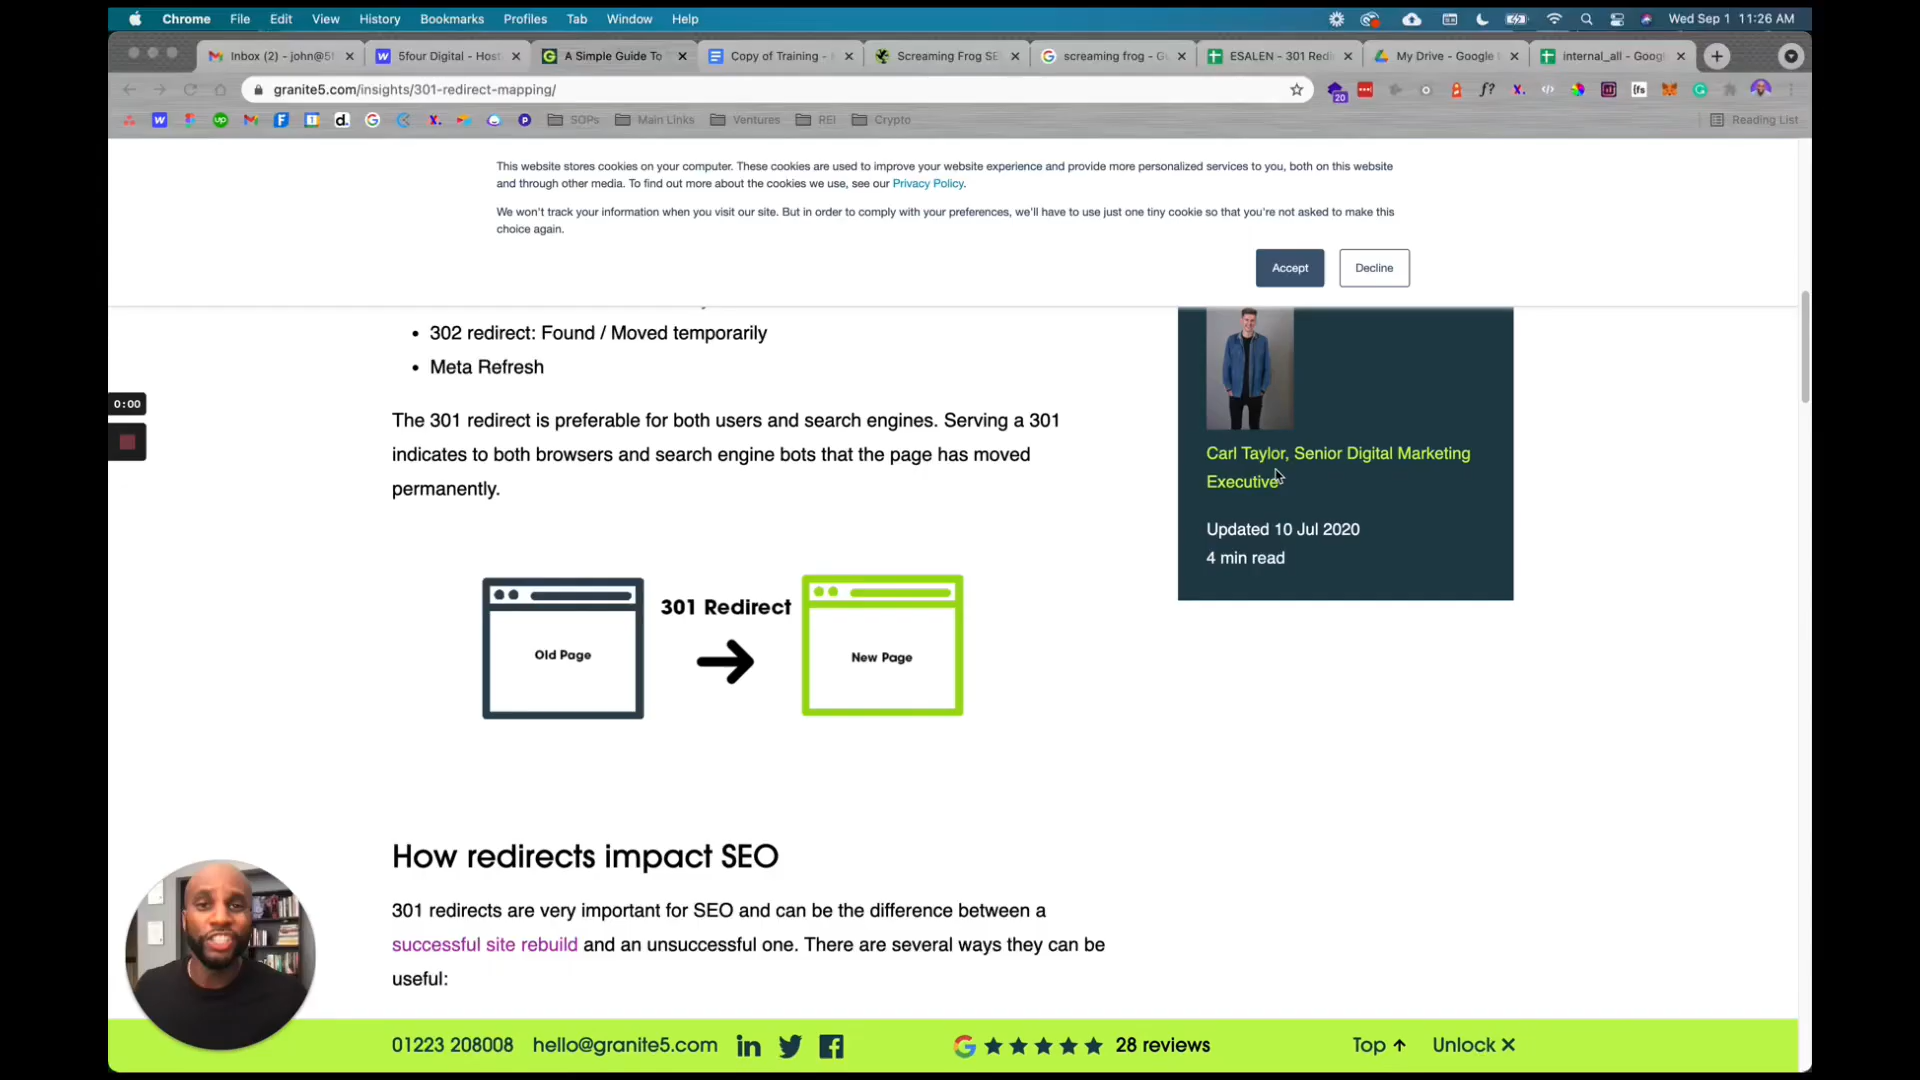 Chrome File Edit View History Bookmarks Profiles Tab Window Help Wed Sep 1 11:26 AM
Inbox (2) - john@5 5four Digital - Host A Simple Guide To Copy of Training - Screaming Frog SE screaming frog - G ESALEN - 301 Redi My Drive - Google internal_all - Goog
granite5.com/insights/301-redirect-mapping/
20
SOPs Main Links Ventures REI Crypto Reading List
This website stores cookies on your computer. These cookies are used to improve your website experience and provide more personalized services to you, both on this website
and through other media. To find out more about the cookies we use, see our Privacy Policy.
We won't track your information when you visit our site. But in order to comply with your preferences, we'll have to use just one tiny cookie so that you're not asked to make this
choice again.
Accept Decline
• 302 redirect: Found / Moved temporarily
• Meta Refresh
0:00
The 301 redirect is preferable for both users and search engines. Serving a 301
indicates to both browsers and search engine bots that the page has moved
permanently.
Carl Taylor, Senior Digital Marketing
Executive
Updated 10 Jul 2020
4 min read
301 Redirect
Old Page
New Page
How redirects impact SEO
301 redirects are very important for SEO and can be the difference between a
successful site rebuild and an unsuccessful one. There are several ways they can be
useful:
01223 208008 hello@granite5.com 28 reviews Top ↑ Unlock ✕